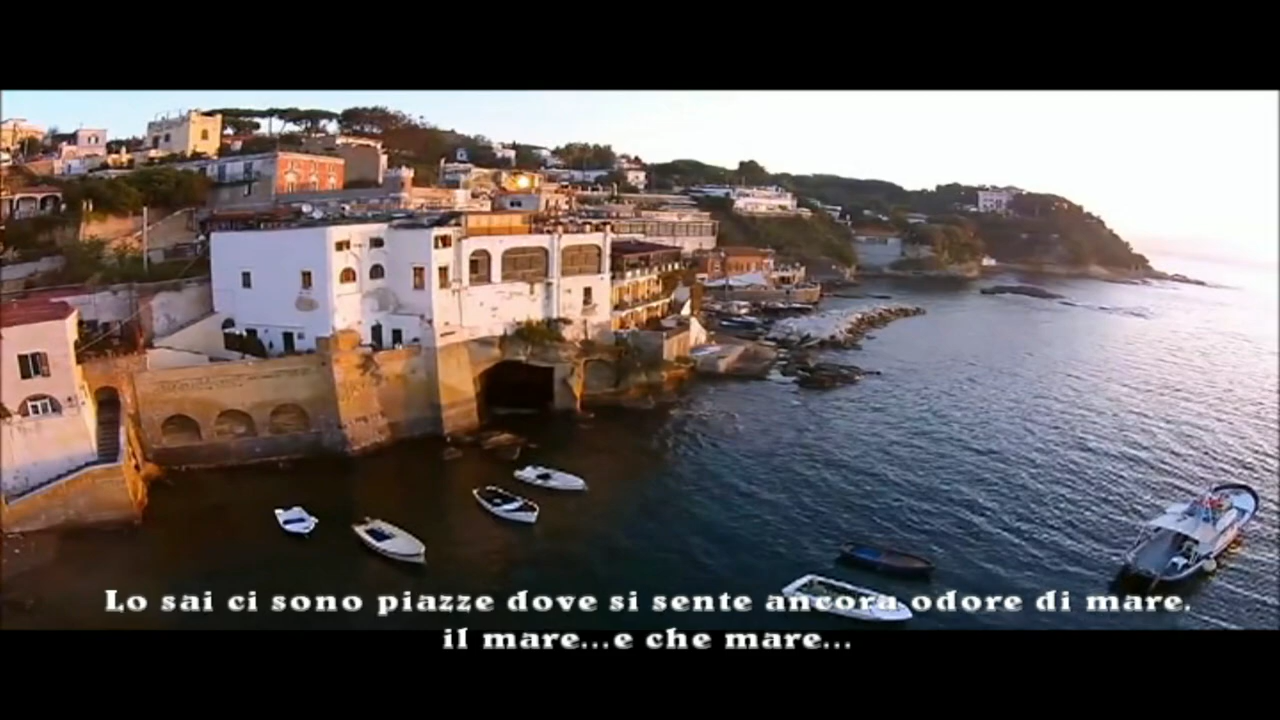 Lo sai ci sono piazze dove si sente ancora odore di mare.
il mare...e che mare...